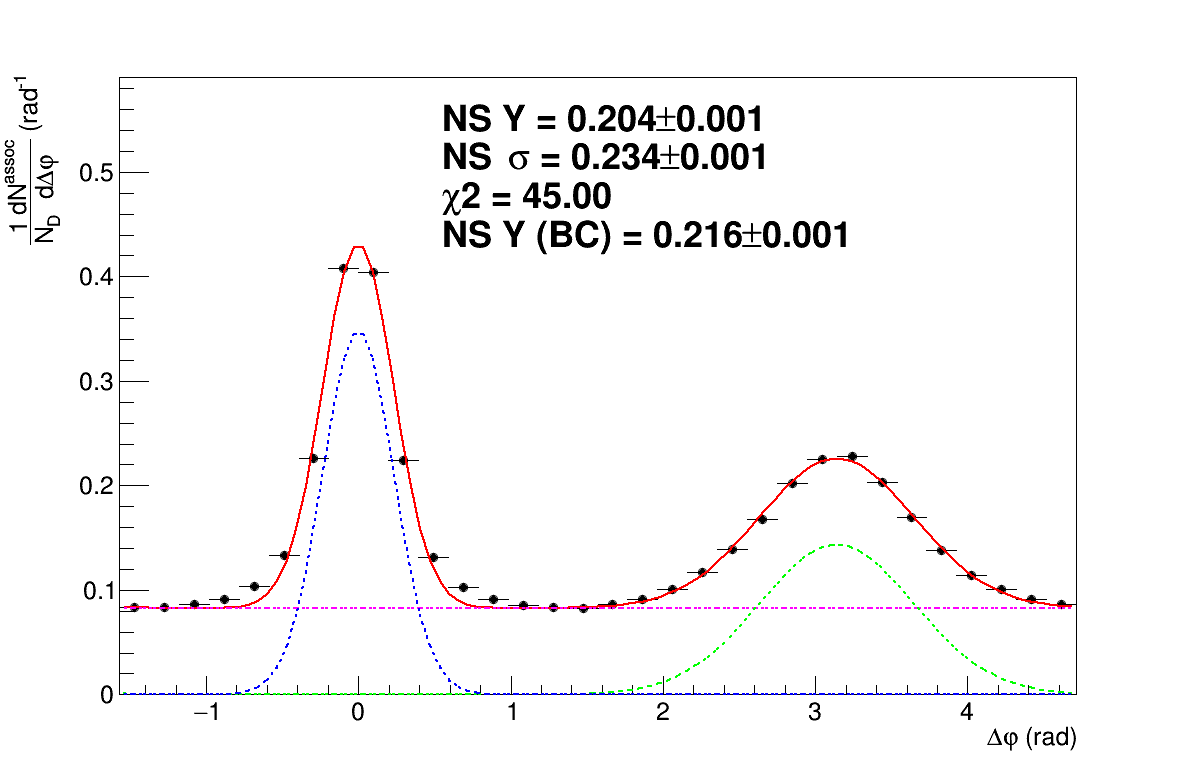 NS Y = 0.204±0.001
NS σ = 0.234±0.001
χ2 = 45.00
NS Y (BC) = 0.216±0.001
1 dN^assoc
N_D dΔφ
(rad^-1
0.5
0.4
0.3
0.2
0.1
0
−1 0 1 2 3 4
Δφ (rad)